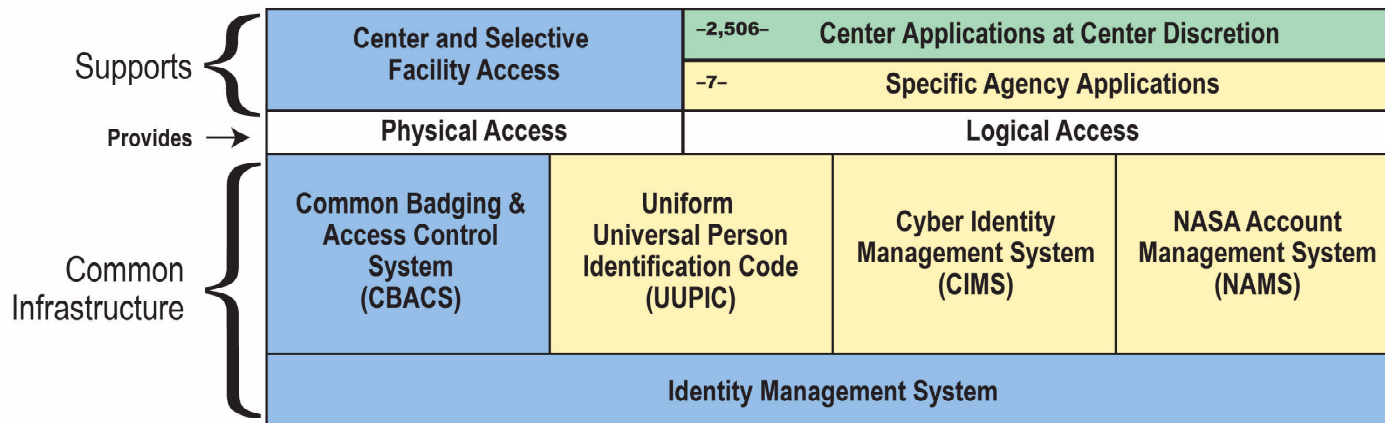 Supports
Center and Selective
Facility Access
–2,506–
Center Applications at Center Discretion
–7–
Specific Agency Applications
Provides
Physical Access
Logical Access
Common
Infrastructure
Common Badging &
Access Control
System
(CBACS)
Uniform
Universal Person
Identification Code
(UUPIC)
Cyber Identity
Management System
(CIMS)
NASA Account
Management System
(NAMS)
Identity Management System